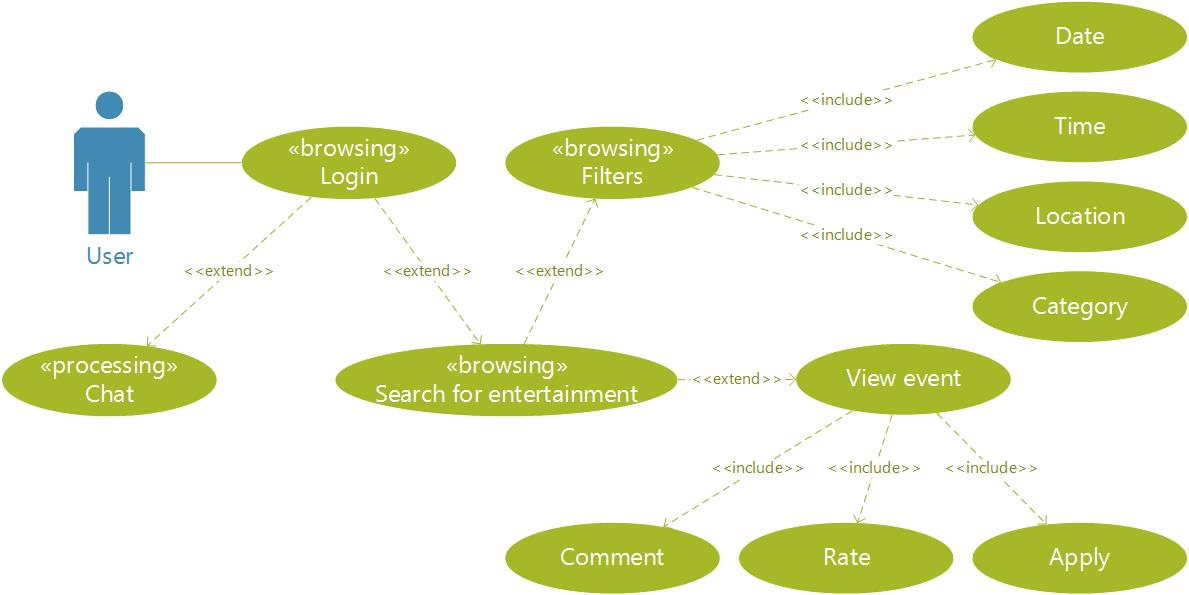 Date
<<include>>
Time
«browsing»
Login
«browsing»
Filters
<<include>>
<<include>>
Location
<<include>>
User
<<extend>>
<<extend>>
<<extend>>
Category
«processing»
Chat
«browsing»
Search for entertainment
<<extend>>
View event
<<include>>
<<include>>
<<include>>
Comment
Rate
Apply